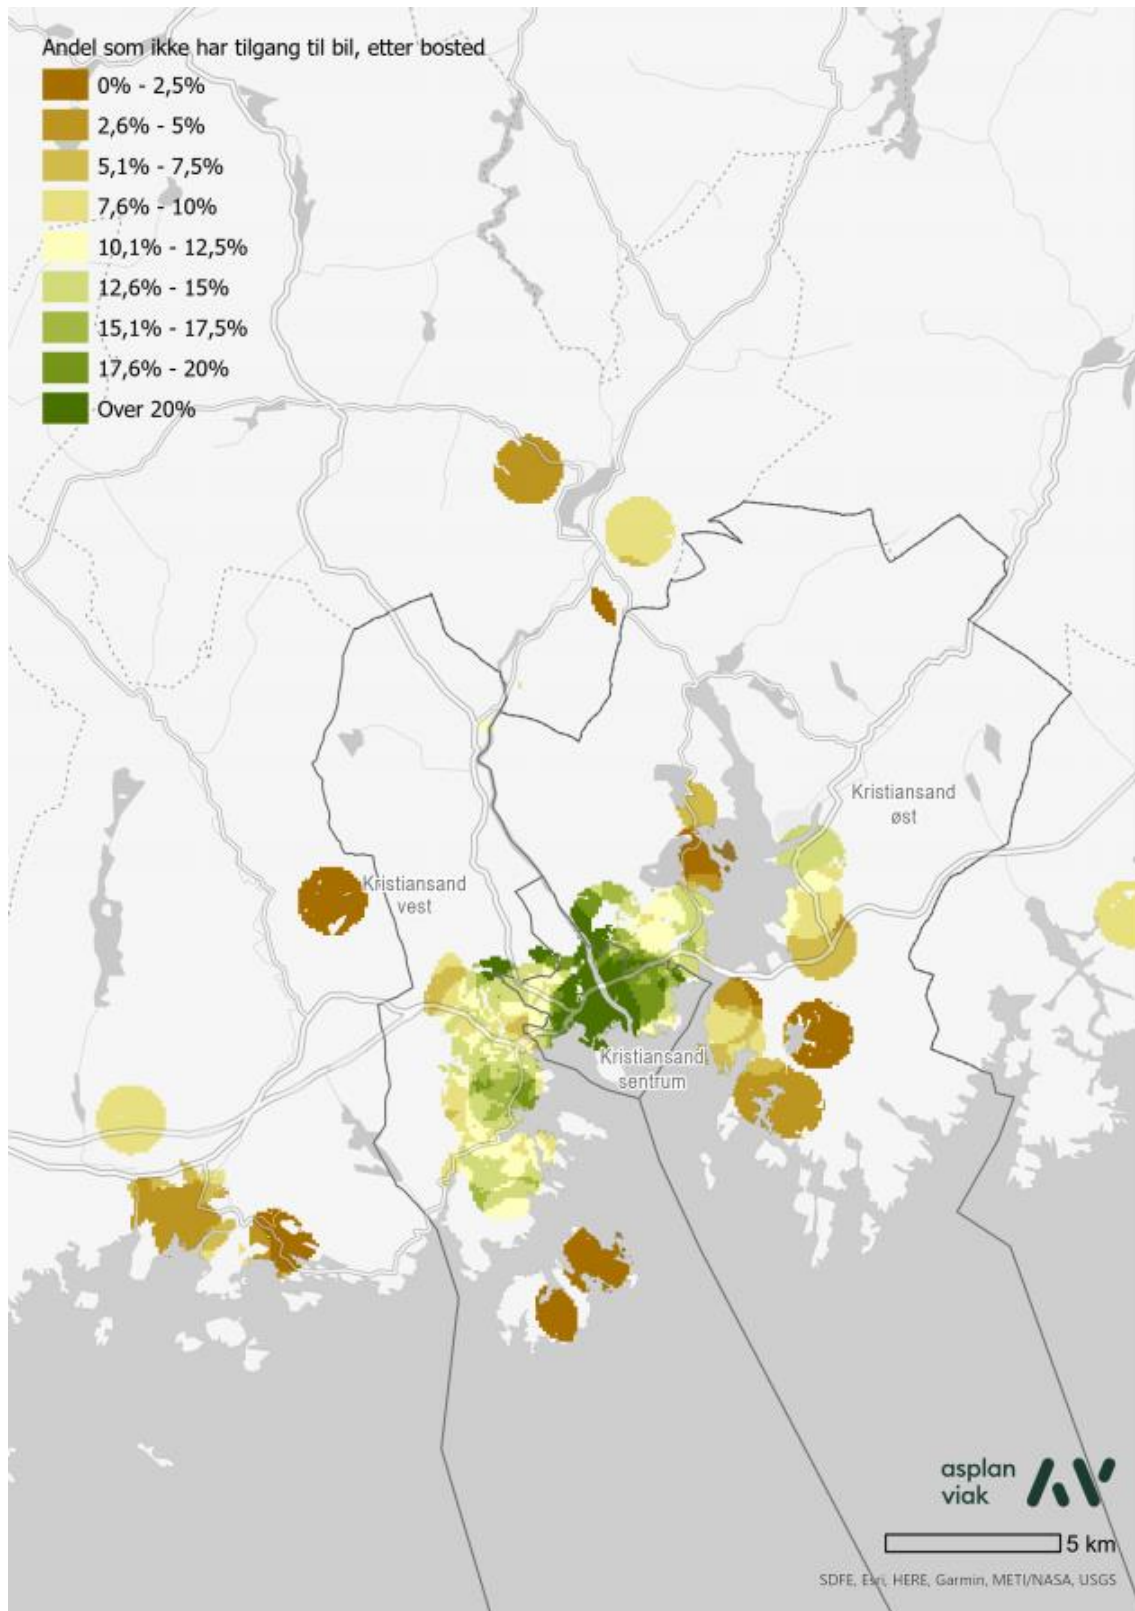 Andel som ikke har tilgang til bil, etter bosted
0% - 2,5%
2,6% - 5%
5,1% - 7,5%
7,6% - 10%
10,1% - 12,5%
12,6% - 15%
15,1% - 17,5%
17,6% - 20%
Over 20%
Kristiansand
øst
Kristiansand
vest
Kristiansand
sentrum
asplan
viak
5 km
SDFE, Esri, HERE, Garmin, METI/NASA, USGS